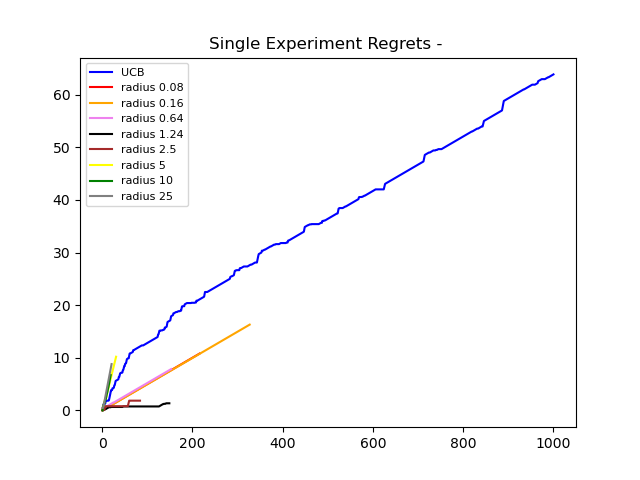 Single Experiment Regrets -
UCB
radius 0.08
radius 0.16
radius 0.64
radius 1.24
radius 2.5
radius 5
radius 10
radius 25
60
50
40
30
20
10
0
0 200 400 600 800 1000